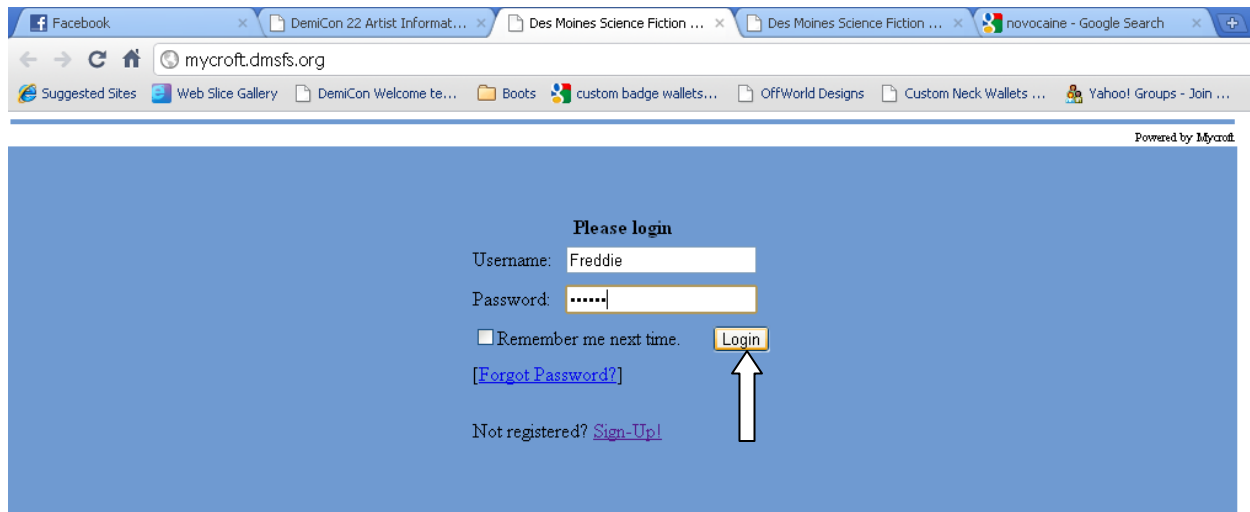 Facebook DemiCon 22 Artist Informat... Des Moines Science Fiction ... Des Moines Science Fiction ... novocaine - Google Search
mycroft.dmsfs.org
Suggested Sites Web Slice Gallery DemiCon Welcome te... Boots custom badge wallets... OffWorld Designs Custom Neck Wallets ... Yahoo! Groups - Join ...
Powered by Mycroft
Please login
Username: Freddie
Password: ••••••
Remember me next time. Login
[Forgot Password?]
Not registered? Sign-Up!